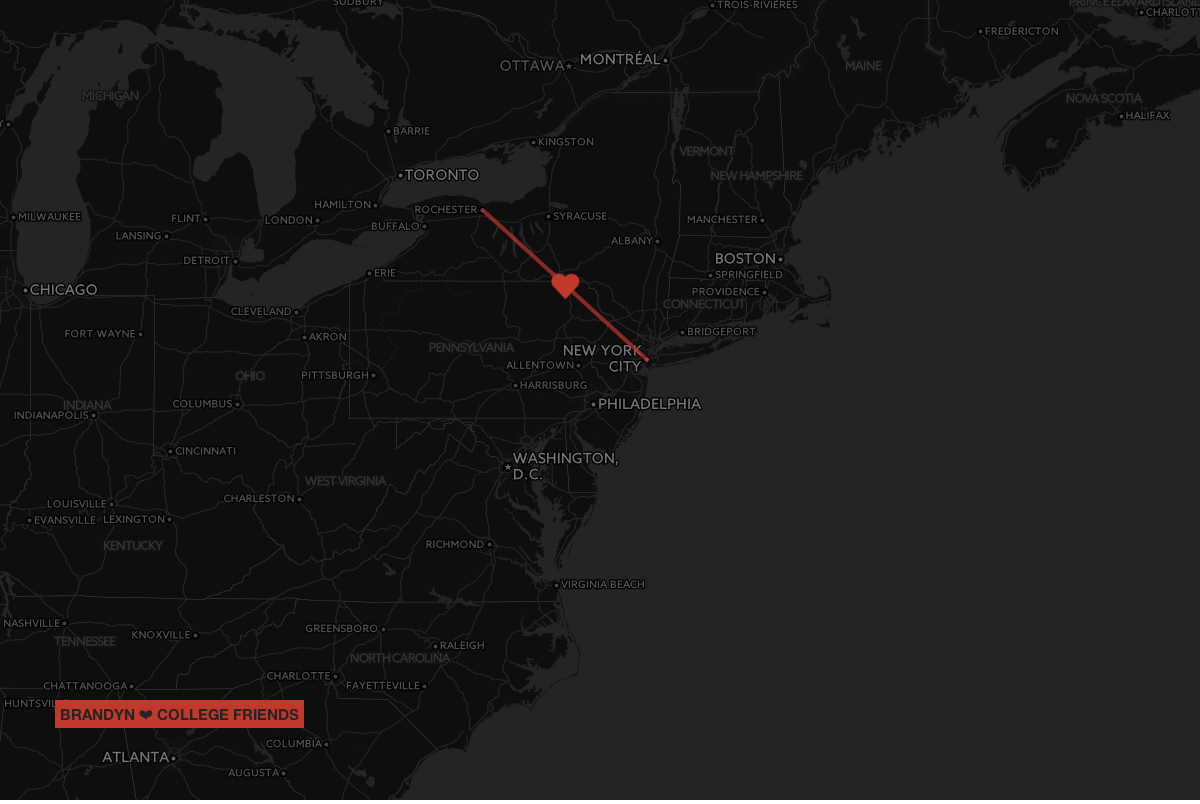 SUDBURY
TROIS-RIVIERES
PRINCE EDWARD ISLAND
CHARLOT
FREDERICTON
OTTAWA
MONTRÉAL
MAINE
MICHIGAN
NOVA SCOTIA
HALIFAX
Y
BARRIE
KINGSTON
VERMONT
NEW HAMPSHIRE
TORONTO
HAMILTON
ROCHESTER
MILWAUKEE
FLINT
LONDON
BUFFALO
SYRACUSE
MANCHESTER
LANSING
ALBANY
DETROIT
BOSTON
ERIE
SPRINGFIELD
CHICAGO
PROVIDENCE
CONNECTICUT
CLEVELAND
FORT WAYNE
AKRON
BRIDGEPORT
PENNSYLVANIA
NEW YORK
CITY
ALLENTOWN
OHIO
PITTSBURGH
HARRISBURG
INDIANA
COLUMBUS
PHILADELPHIA
INDIANAPOLIS
CINCINNATI
WASHINGTON,
D.C.
WEST VIRGINIA
CHARLESTON
LOUISVILLE
EVANSVILLE
LEXINGTON
KENTUCKY
RICHMOND
VIRGINIA BEACH
NASHVILLE
GREENSBORO
TENNESSEE
KNOXVILLE
RALEIGH
NORTH CAROLINA
CHARLOTTE
CHATTANOOGA
FAYETTEVILLE
HUNTSVIL
BRANDYN ❤ COLLEGE FRIENDS
COLUMBIA
ATLANTA
AUGUSTA